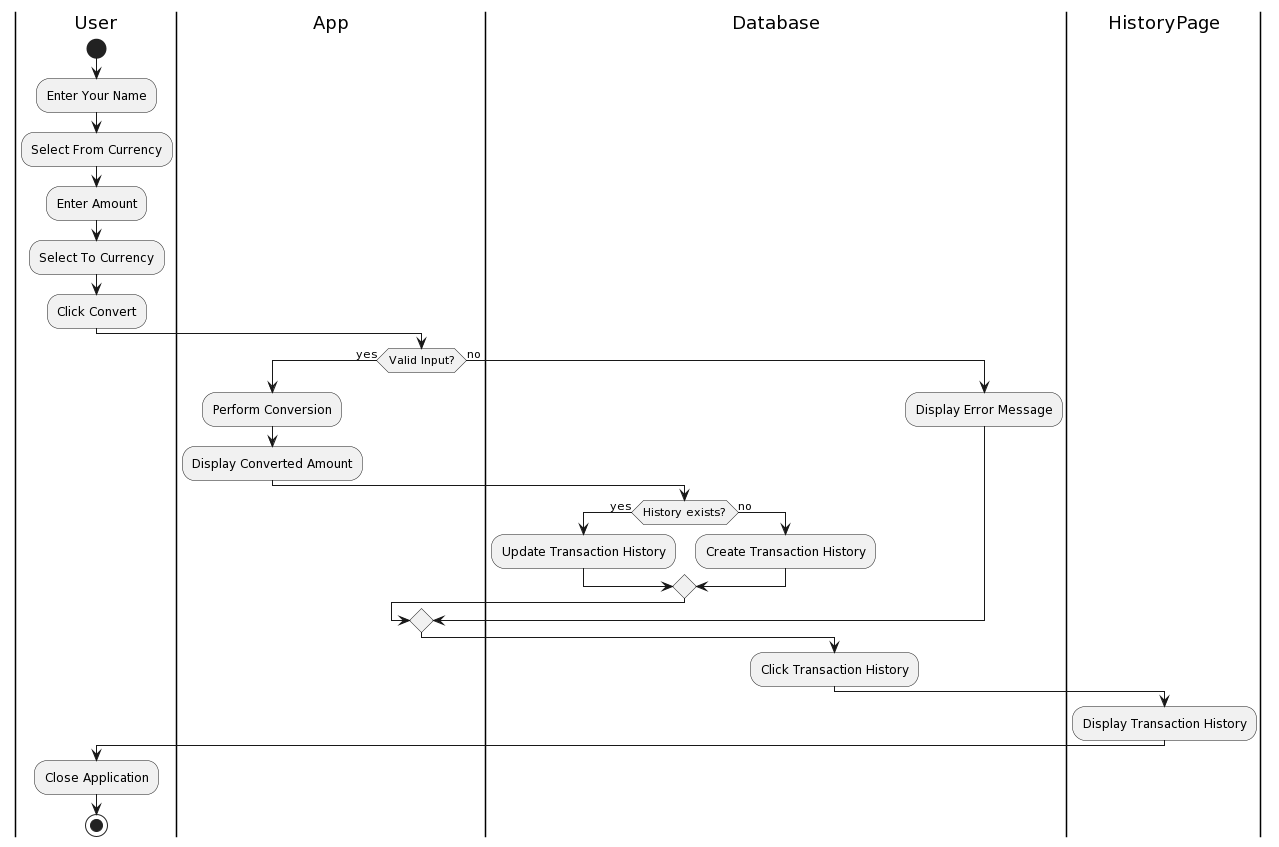 User
App
Database
HistoryPage
Enter Your Name
Select From Currency
Enter Amount
Select To Currency
Click Convert
yes
Valid Input?
no
Perform Conversion
Display Error Message
Display Converted Amount
yes
History exists?
no
Update Transaction History
Create Transaction History
Click Transaction History
Display Transaction History
Close Application